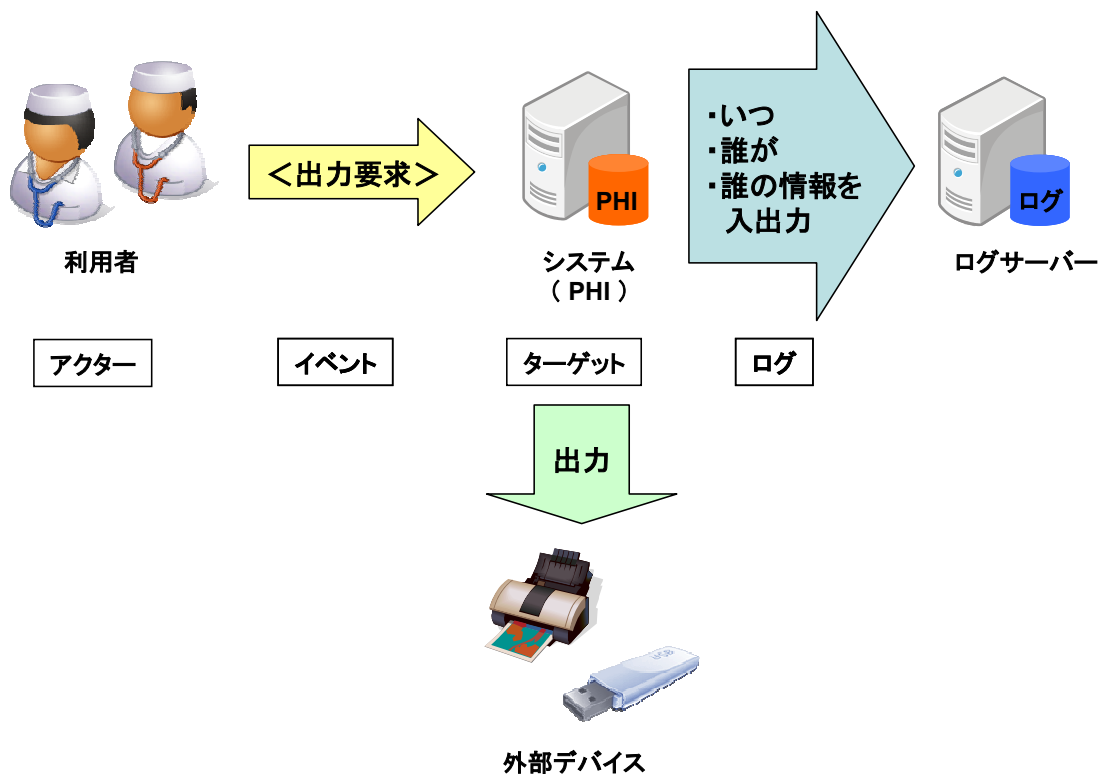 <出力要求>
PHI
・いつ
・誰が
・誰の情報を
入出力
ログ
利用者
システム
( PHI )
ログサーバー
アクター
イベント
ターゲット
ログ
出力
USB
外部デバイス